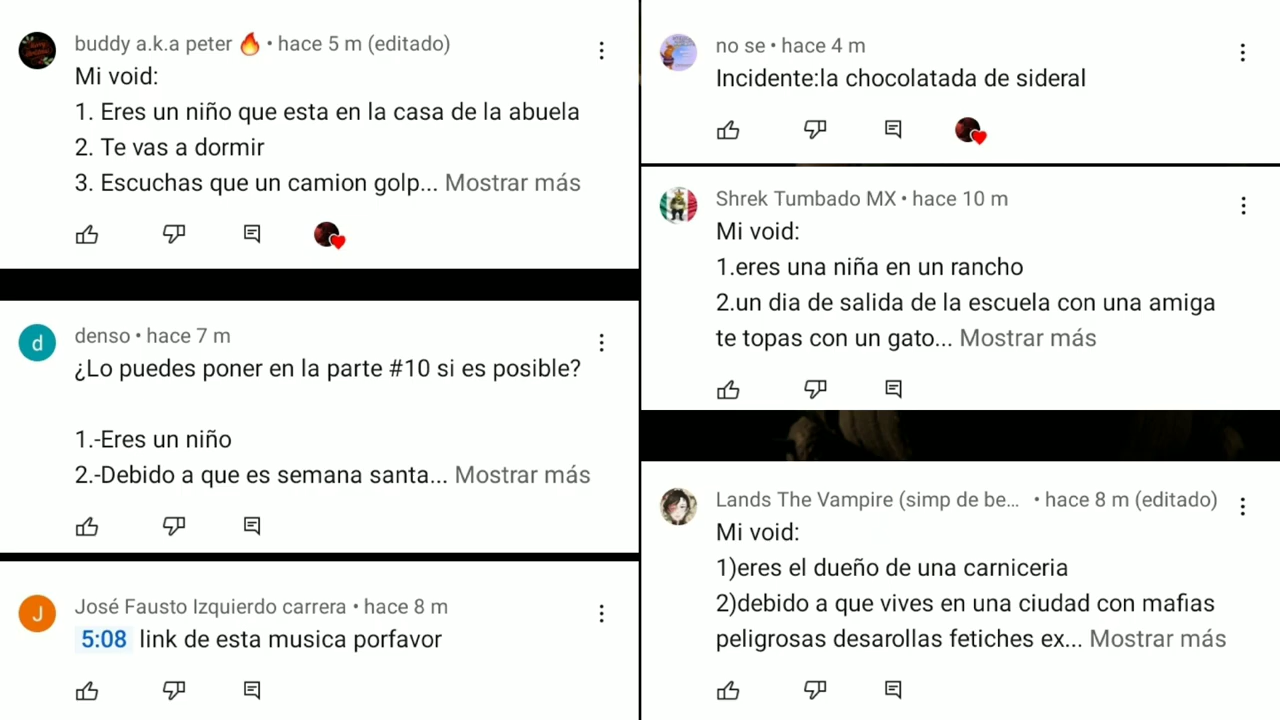 buddy a.k.a peter 🔥 • hace 5 m (editado)
Mi void:
1. Eres un niño que esta en la casa de la abuela
2. Te vas a dormir
3. Escuchas que un camion golp... Mostrar más
d
denso • hace 7 m
¿Lo puedes poner en la parte #10 si es posible?
1.-Eres un niño
2.-Debido a que es semana santa... Mostrar más
J
José Fausto Izquierdo carrera • hace 8 m
5:08 link de esta musica porfavor
no se • hace 4 m
Incidente:la chocolatada de sideral
Shrek Tumbado MX • hace 10 m
Mi void:
1.eres una niña en un rancho
2.un dia de salida de la escuela con una amiga
te topas con un gato... Mostrar más
Lands The Vampire (simp de be... • hace 8 m (editado)
Mi void:
1)eres el dueño de una carniceria
2)debido a que vives en una ciudad con mafias
peligrosas desarollas fetiches ex... Mostrar más